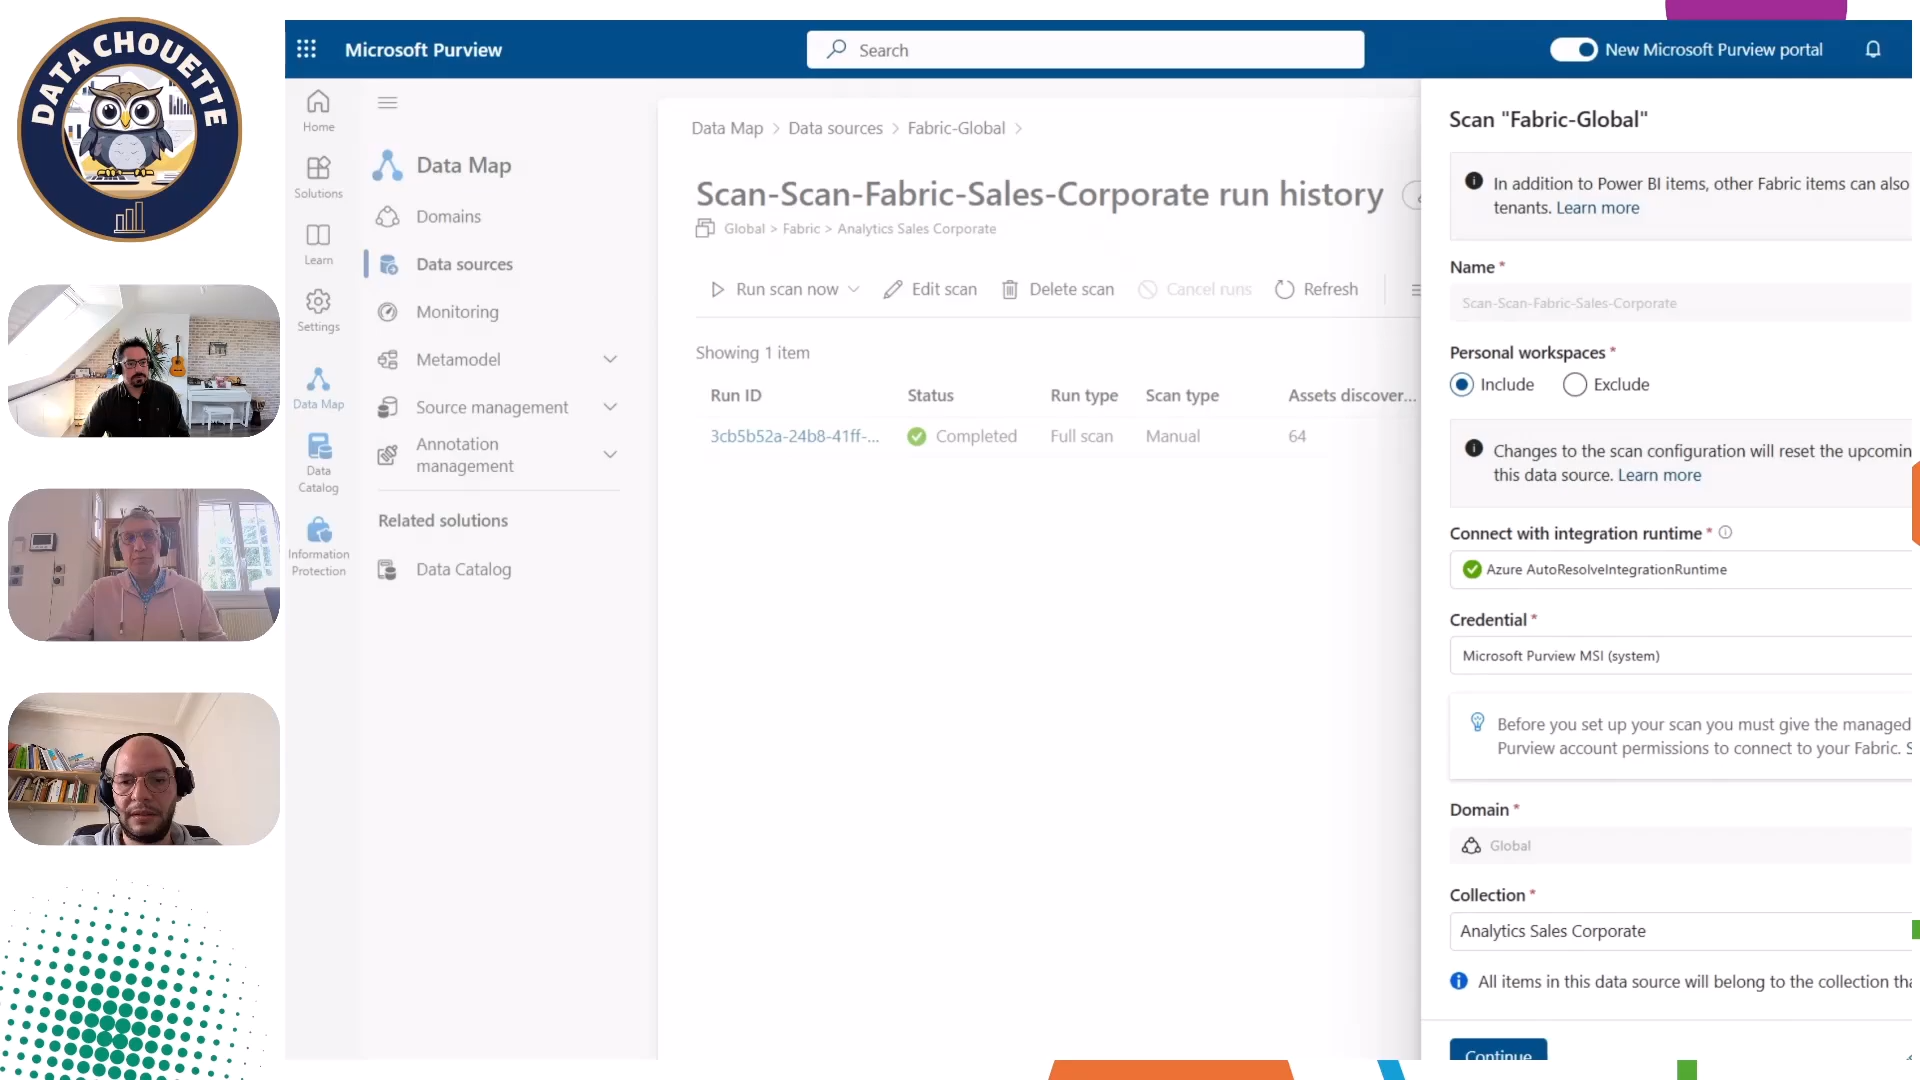 DATA CHOUETTE
Microsoft Purview
Search
New Microsoft Purview portal
Home
Solutions
Learn
Settings
Data Map
Data
Catalog
Information
Protection
Data Map
Domains
Data sources
Monitoring
Metamodel
Source management
Annotation
management
Related solutions
Data Catalog
Data Map > Data sources > Fabric-Global >
Scan-Scan-Fabric-Sales-Corporate run history
Global > Fabric > Analytics Sales Corporate
Run scan now
Edit scan
Delete scan
Cancel runs
Refresh
Showing 1 item
Run ID Status Run type Scan type Assets discover...
3cb5b52a-24b8-41ff-... Completed Full scan Manual 64
Scan "Fabric-Global"
In addition to Power BI items, other Fabric items can also
tenants. Learn more
Name *
Scan-Scan-Fabric-Sales-Corporate
Personal workspaces *
Include Exclude
Changes to the scan configuration will reset the upcomin
this data source. Learn more
Connect with integration runtime *
Azure AutoResolveIntegrationRuntime
Credential *
Microsoft Purview MSI (system)
Before you set up your scan you must give the managed
Purview account permissions to connect to your Fabric. S
Domain *
Global
Collection *
Analytics Sales Corporate
All items in this data source will belong to the collection tha
Continue